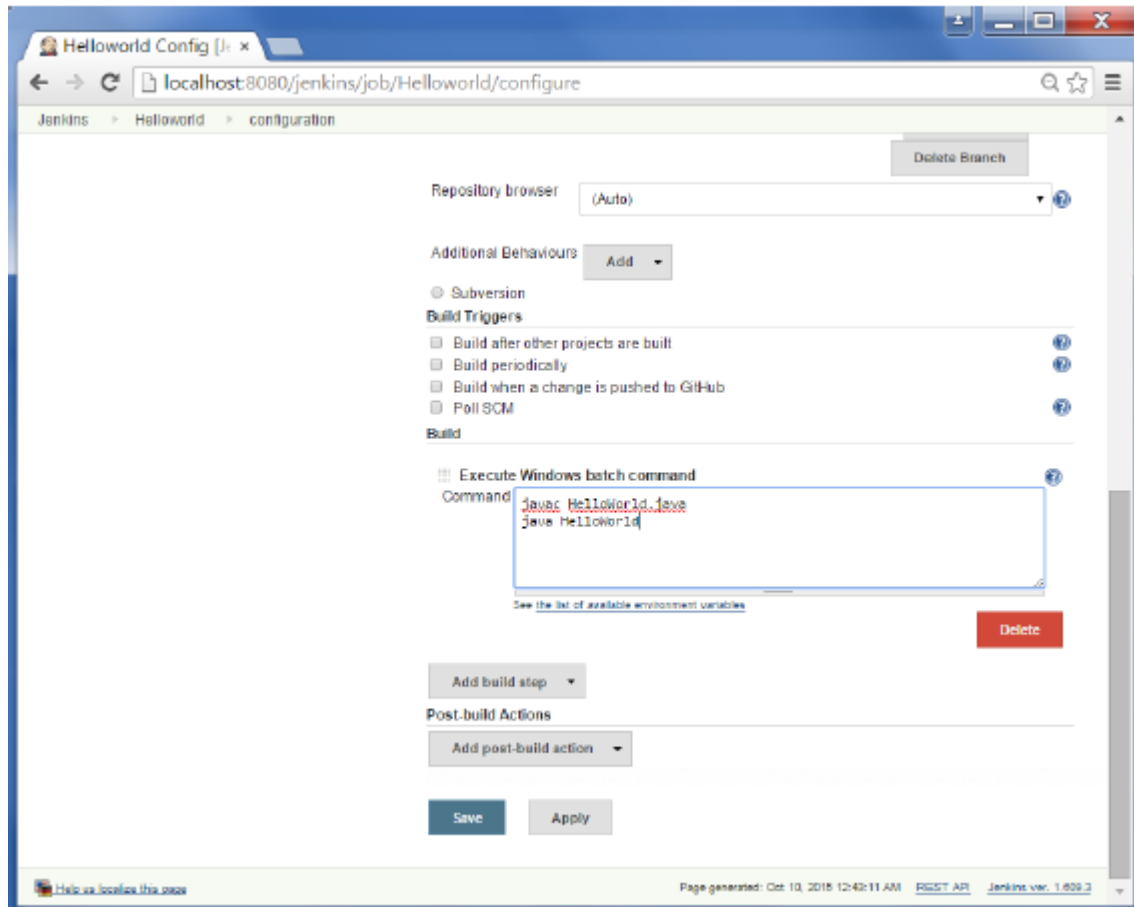 Helloworld Config [Je ×
localhost:8080/jenkins/job/Helloworld/configure
Jenkins Helloworld configuration
Delete Branch
Repository browser (Auto)
Additional Behaviours Add
Subversion
Build Triggers
Build after other projects are built
Build periodically
Build when a change is pushed to GitHub
Poll SCM
Build
Execute Windows batch command
Command
javac HelloWorld.java
java HelloWorld
See the list of available environment variables
Delete
Add build step
Post-build Actions
Add post-build action
Save Apply
Help us localize this page Page generated: Oct 10, 2015 12:43:11 AM REST API Jenkins ver. 1.609.3